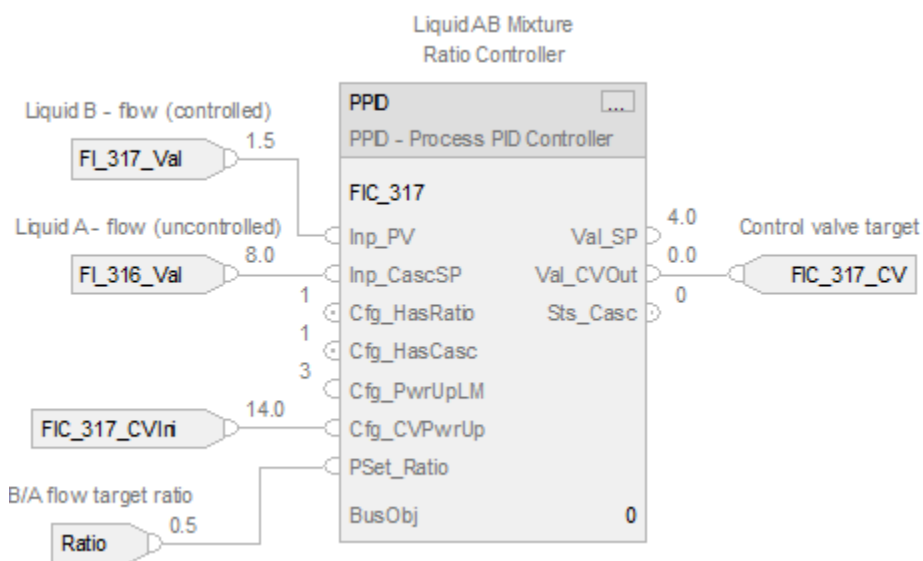 Liquid AB Mixture
Ratio Controller
PPID ...
PPID - Process PID Controller
Liquid B - flow (controlled)
FI_317_Val 1.5
FIC_317
Liquid A - flow (uncontrolled)
FI_316_Val 8.0
Inp_PV Val_SP 4.0
Control valve target
Inp_CascSP Val_CVOut 0.0 FIC_317_CV
1 Cfg_HasRatio Sts_Casc 0
1 Cfg_HasCasc
3 Cfg_PwrUpLM
FIC_317_CVIni 14.0 Cfg_CVPwrUp
PSet_Ratio
B/A flow target ratio
Ratio 0.5
BusObj 0